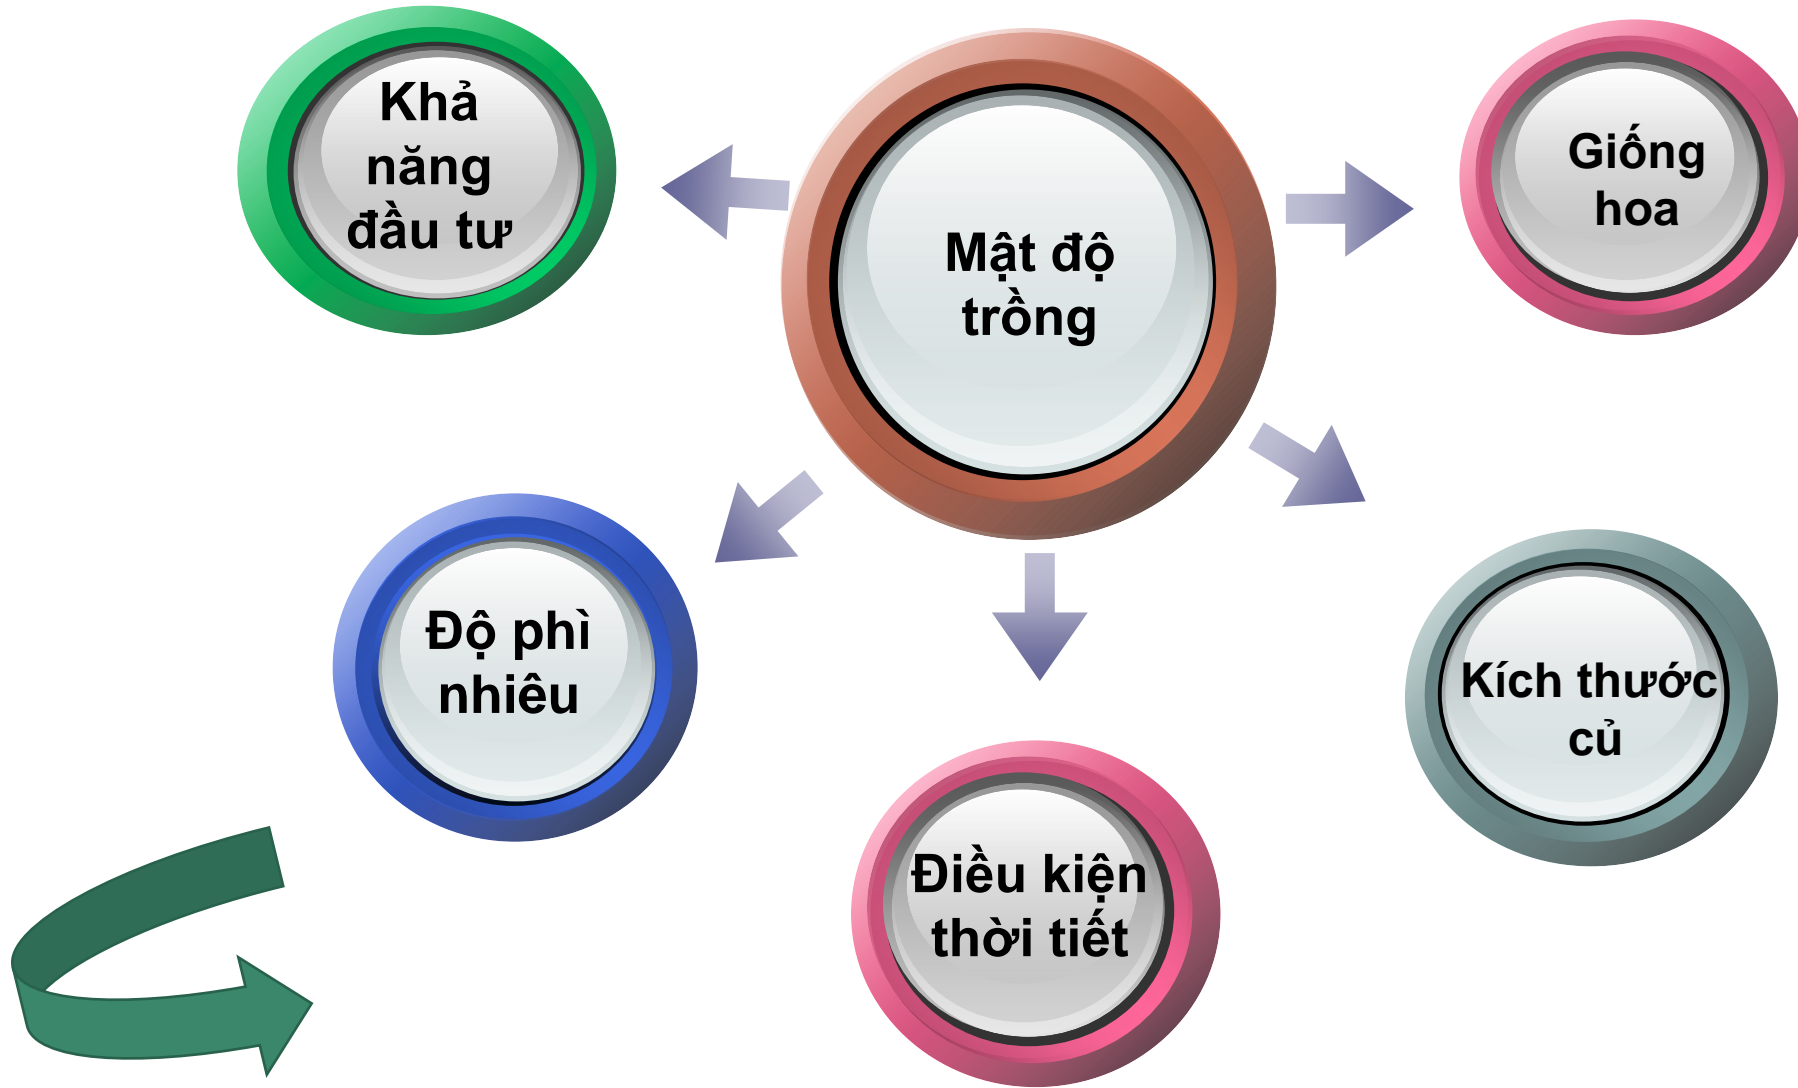 Khả
năng
đầu tư
Mật độ
trồng
Giống
hoa
Độ phì
nhiêu
Kích thước
củ
Điều kiện
thời tiết